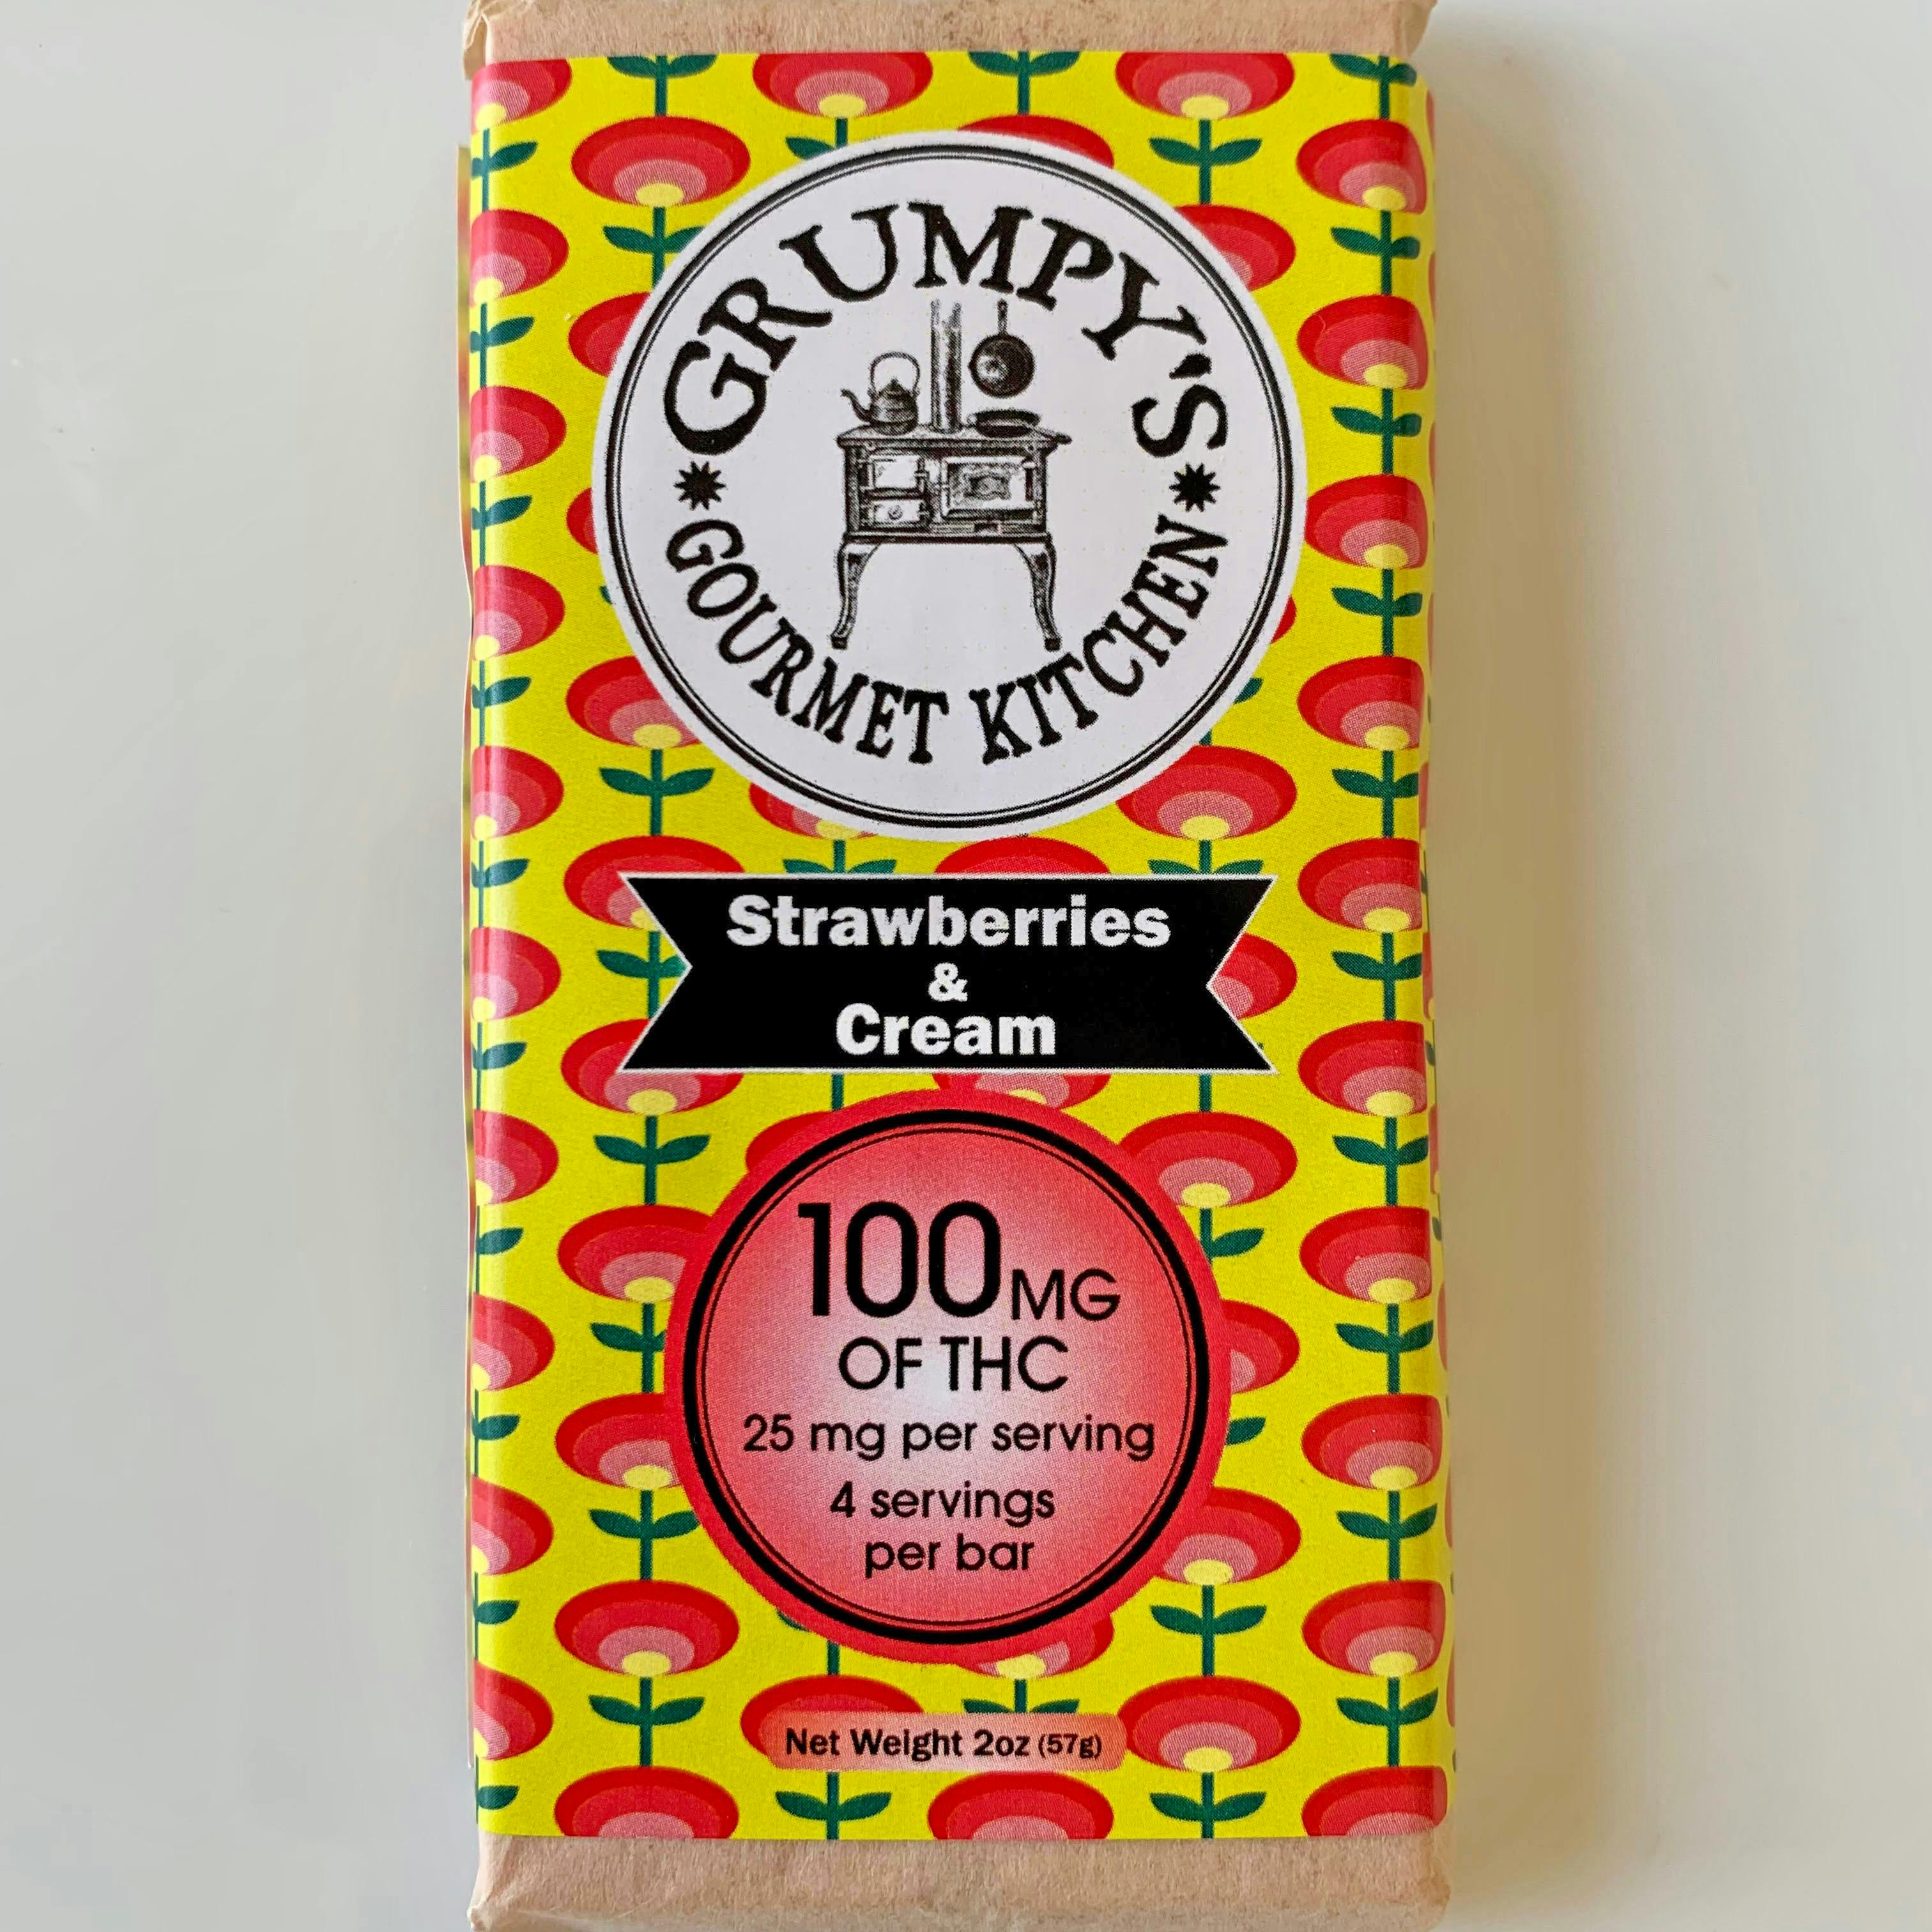 GRUMPY'S
GOURMET KITCHEN
Strawberries
&
Cream
100MG
OF THC
25 mg per serving
4 servings
per bar
Net Weight 2oz (57g)